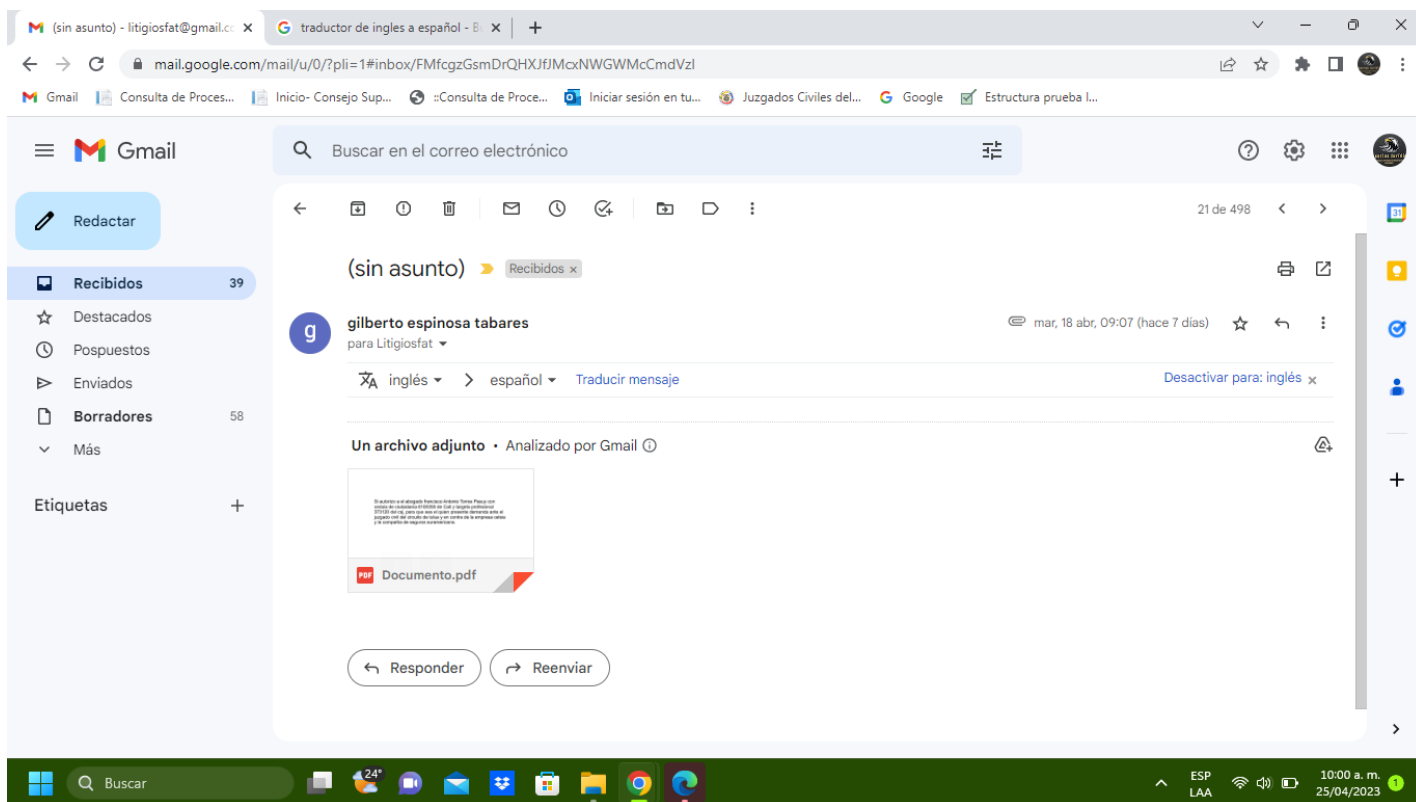 (sin asunto) - litigiosfat@gmail.cc
traductor de ingles a español - B
mail.google.com/mail/u/0/?pli=1#inbox/FMfcgzGsmDrQHXJfJMcxNWGWMcCmdVzl
Gmail Consulta de Proces... Inicio- Consejo Sup... ::Consulta de Proce... Iniciar sesión en tu... Juzgados Civiles del... Google Estructura prueba I...
Gmail
Buscar en el correo electrónico
Redactar
21 de 498
(sin asunto) Recibidos x
Recibidos 39
Destacados
Pospuestos
Enviados
Borradores 58
Más
Etiquetas
g
gilberto espinosa tabares
mar, 18 abr, 09:07 (hace 7 días)
para Litigiosfat
inglés español Traducir mensaje
Desactivar para: inglés x
Un archivo adjunto • Analizado por Gmail
PDF Documento.pdf
Responder
Reenviar
31
24°
Buscar
ESP
LAA
10:00 a. m.
25/04/2023
1